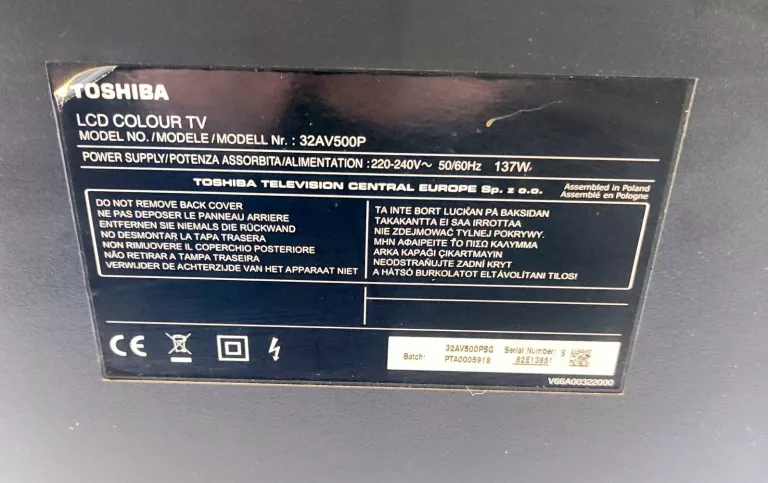 TOSHIBA
LCD COLOUR TV
MODEL NO./MODELE/MODELL Nr. : 32AV500P
POWER SUPPLY/POTENZA ASSORBITA/ALIMENTATION : 220-240V~ 50/60Hz 137W
TOSHIBA TELEVISION CENTRAL EUROPE Sp. z o.o.
Assembled in Poland
Assemblé en Pologne
DO NOT REMOVE BACK COVER
NE PAS DEPOSER LE PANNEAU ARRIERE
ENTFERNEN SIE NIEMALS DIE RÜCKWAND
NO DESMONTAR LA TAPA TRASERA
NON RIMUOVERE IL COPERCHIO POSTERIORE
NÃO RETIRAR A TAMPA TRASEIRA
VERWIJDER DE ACHTERZIJDE VAN HET APPARAAT NIET
TA INTE BORT LUCKAN PÅ BAKSIDAN
TAKAKANTTA EI SAA IRROTTAA
NIE ZDEJMOWAĆ TYLNEJ POKRYWY.
ΜΗΝ ΑΦΑΙΡΕΙΤΕ ΤΟ ΠΙΣΩ ΚΑΛΥΜΜΑ
ARKA KAPAĞI ÇIKARTMAYIN
NEODSTRAŇUJTE ZADNÍ KRYT
A HÁTSÓ BURKOLATOT ELTÁVOLÍTANI TILOS!
CE
32AV500PSG Serial Number: S
Batch: PTA0005918 82E13851
V66A00322000